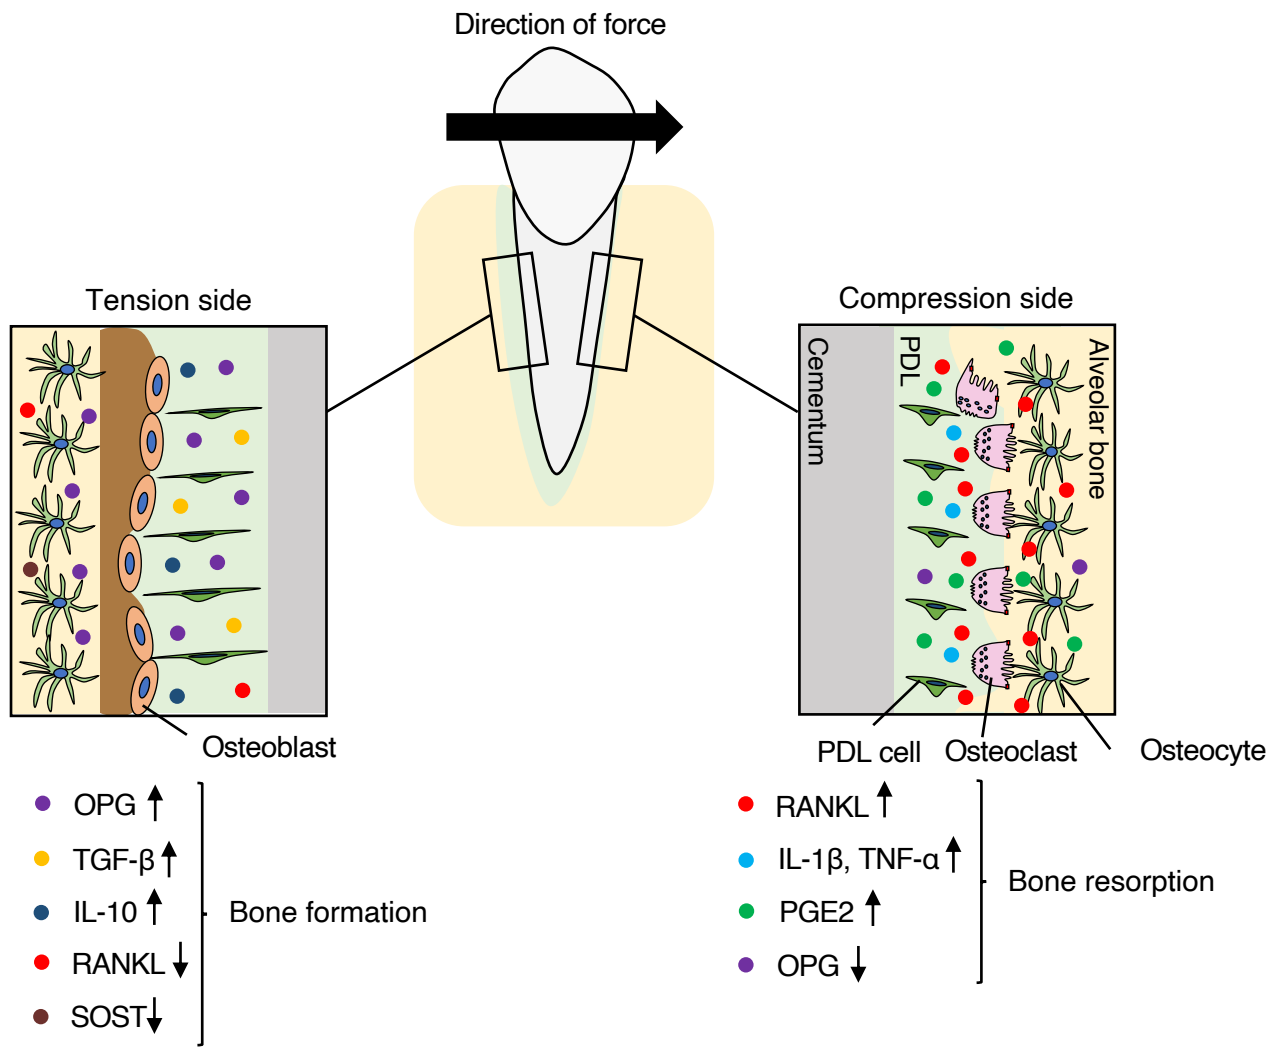 Direction of force
Tension side
Compression side
Cementum
PDL
Alveolar bone
Osteoblast
PDL cell
Osteoclast
Osteocyte
OPG
TGF-β
IL-10
RANKL
SOST
Bone formation
RANKL
IL-1β, TNF-α
PGE2
OPG
Bone resorption